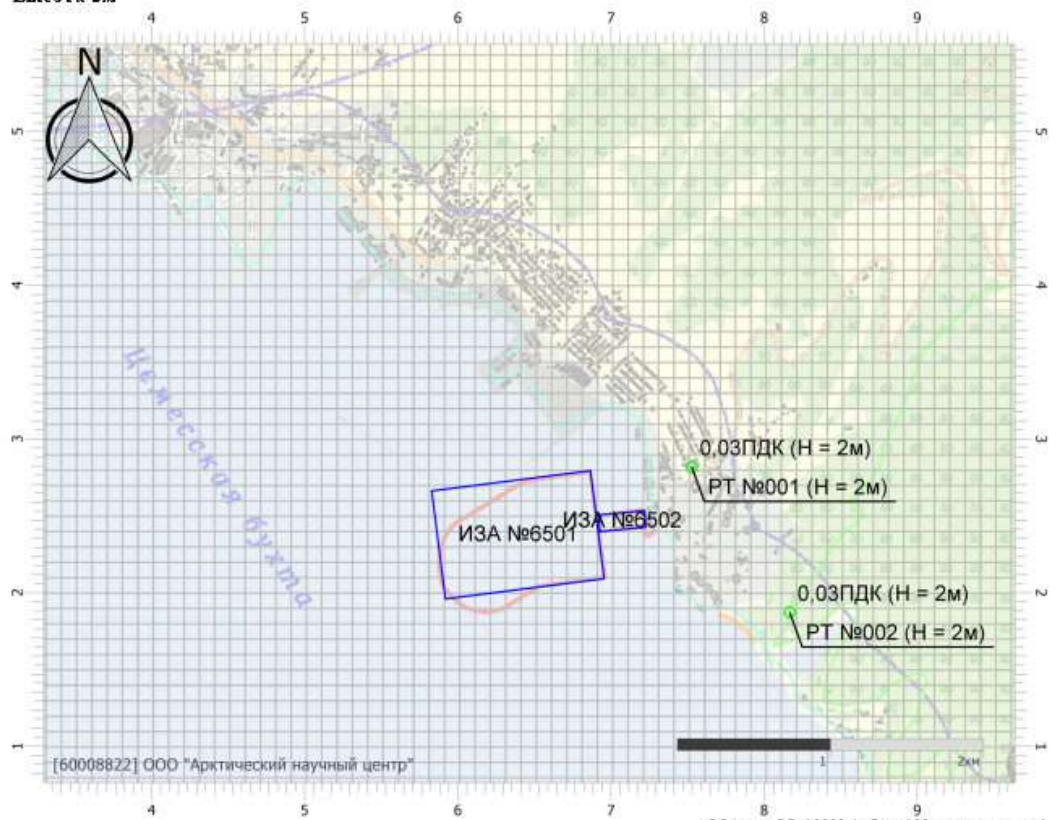 4 5 6 7 8 9
N
5 5
4 4
Цемесская бухта
3 3
0,03ПДК (Н = 2м)
РТ №001 (Н = 2м)
ИЗА №6502
ИЗА №6501
2 2
0,03ПДК (Н = 2м)
РТ №002 (Н = 2м)
1 1
1 2км
[60008822] ООО "Арктический научный центр"
4 5 6 7 8 9